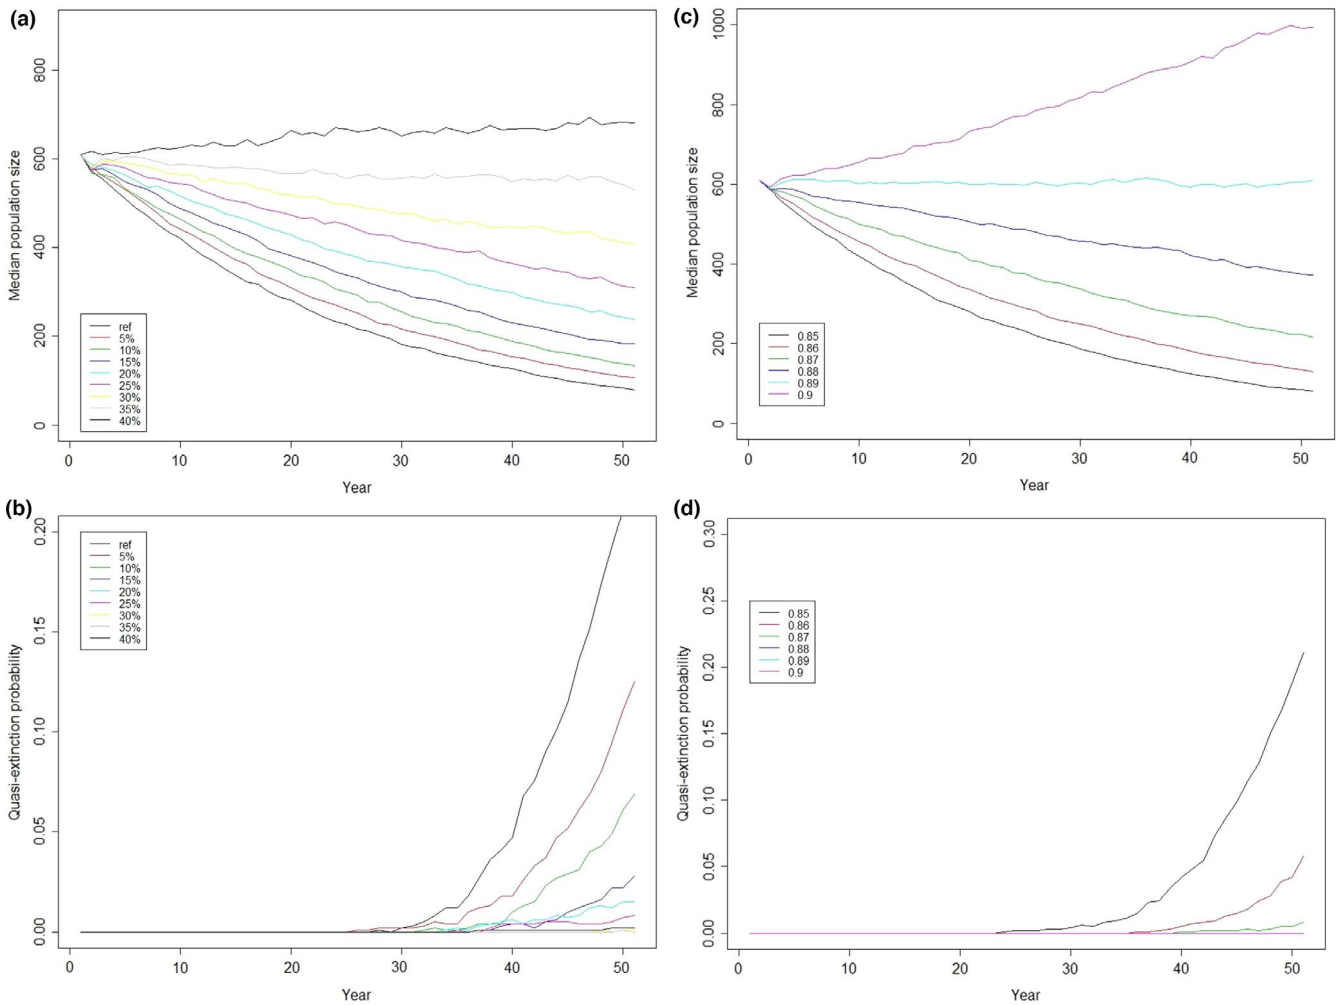 (a)
Median population size
800
600
400
200
0
ref
5%
10%
15%
20%
25%
30%
35%
40%
0 10 20 30 40 50
Year
(c)
Median population size
1000
800
600
400
200
0
0.85
0.86
0.87
0.88
0.89
0.9
0 10 20 30 40 50
Year
(b)
Quasi-extinction probability
0.20
0.15
0.10
0.05
0.00
ref
5%
10%
15%
20%
25%
30%
35%
40%
0 10 20 30 40 50
Year
(d)
Quasi-extinction probability
0.30
0.25
0.20
0.15
0.10
0.05
0.00
0.85
0.86
0.87
0.88
0.89
0.9
0 10 20 30 40 50
Year